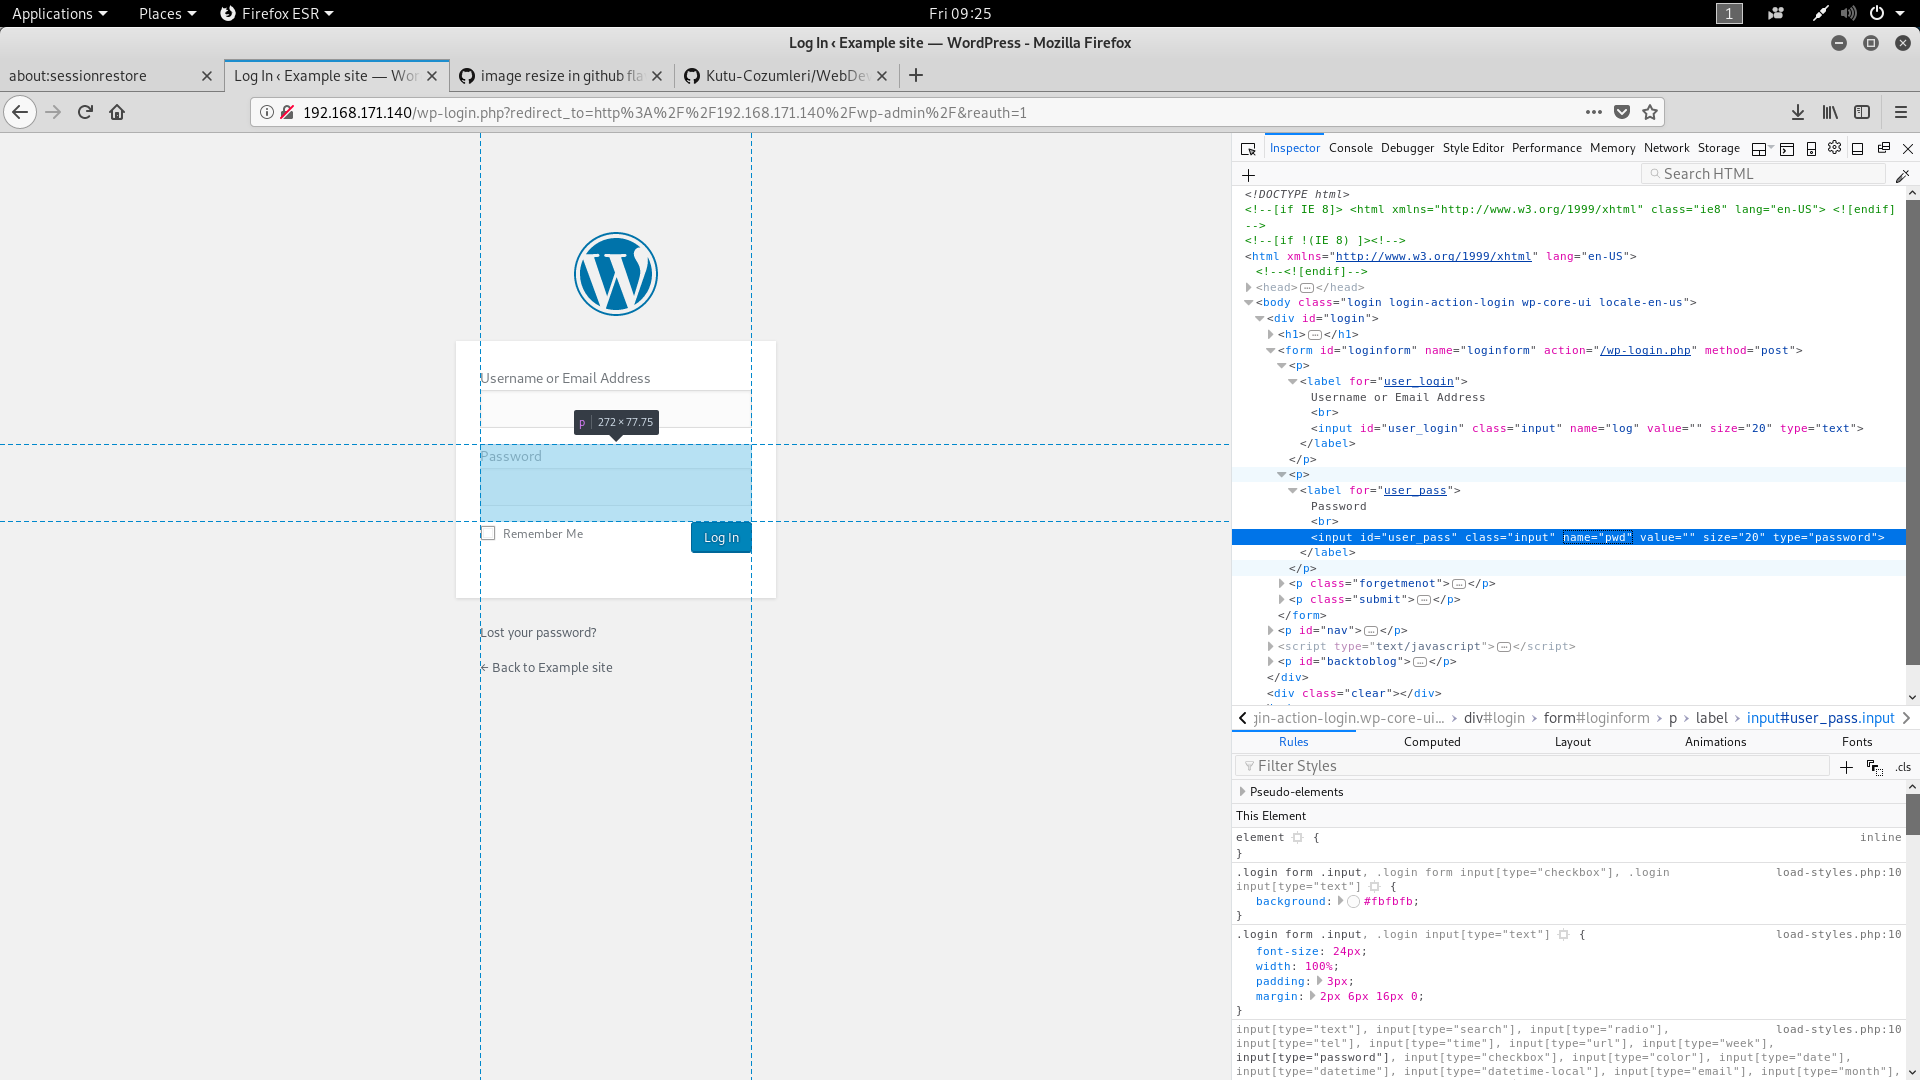 Applications Places Firefox ESR Fri 09:25 1
Log In ‹ Example site — WordPress - Mozilla Firefox
about:sessionrestore Log In ‹ Example site — Wor image resize in github fla Kutu-Cozumleri/WebDev
192.168.171.140/wp-login.php?redirect_to=http%3A%2F%2F192.168.171.140%2Fwp-admin%2F&reauth=1
Username or Email Address
p 272 × 77.75
Password
Remember Me Log In
Lost your password?
← Back to Example site
Inspector Console Debugger Style Editor Performance Memory Network Storage
+ Search HTML
<!DOCTYPE html>
<!--[if IE 8]> <html xmlns="http://www.w3.org/1999/xhtml" class="ie8" lang="en-US"> <![endif]
-->
<!--[if !(IE 8) ]><!-->
<html xmlns="http://www.w3.org/1999/xhtml" lang="en-US">
<!--<![endif]-->
<head>…</head>
<body class="login login-action-login wp-core-ui locale-en-us">
<div id="login">
<h1>…</h1>
<form id="loginform" name="loginform" action="/wp-login.php" method="post">
<p>
<label for="user_login">
Username or Email Address
<br>
<input id="user_login" class="input" name="log" value="" size="20" type="text">
</label>
</p>
<p>
<label for="user_pass">
Password
<br>
<input id="user_pass" class="input" name="pwd" value="" size="20" type="password">
</label>
</p>
<p class="forgetmenot">…</p>
<p class="submit">…</p>
</form>
<p id="nav">…</p>
<script type="text/javascript">…</script>
<p id="backtoblog">…</p>
</div>
<div class="clear"></div>
gin-action-login.wp-core-ui… › div#login › form#loginform › p › label › input#user_pass.input
Rules Computed Layout Animations Fonts
Filter Styles + .cls
Pseudo-elements
This Element
element { inline
}
.login form .input, .login form input[type="checkbox"], .login load-styles.php:10
input[type="text"] {
background: #fbfbfb;
}
.login form .input, .login input[type="text"] { load-styles.php:10
font-size: 24px;
width: 100%;
padding: 3px;
margin: 2px 6px 16px 0;
}
input[type="text"], input[type="search"], input[type="radio"], load-styles.php:10
input[type="tel"], input[type="time"], input[type="url"], input[type="week"],
input[type="password"], input[type="checkbox"], input[type="color"], input[type="date"],
input[type="datetime"], input[type="datetime-local"], input[type="email"], input[type="month"],